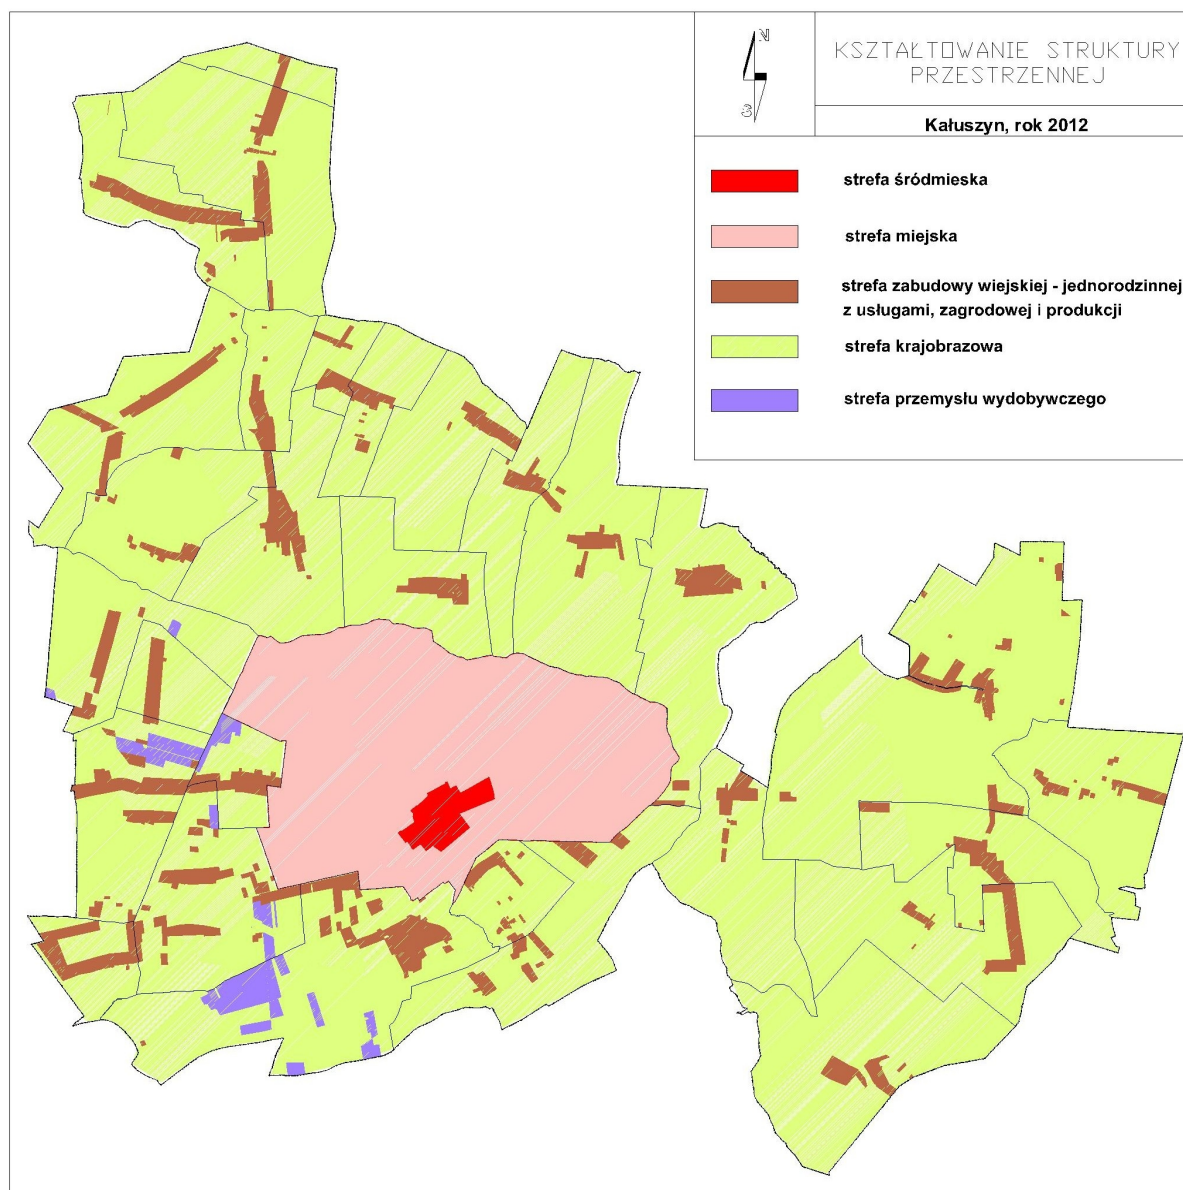 N
S
KSZTAŁTOWANIE STRUKTURY
PRZESTRZENNEJ
Kałuszyn, rok 2012
strefa śródmieska
strefa miejska
strefa zabudowy wiejskiej - jednorodzinnej
z usługami, zagrodowej i produkcji
strefa krajobrazowa
strefa przemysłu wydobywczego